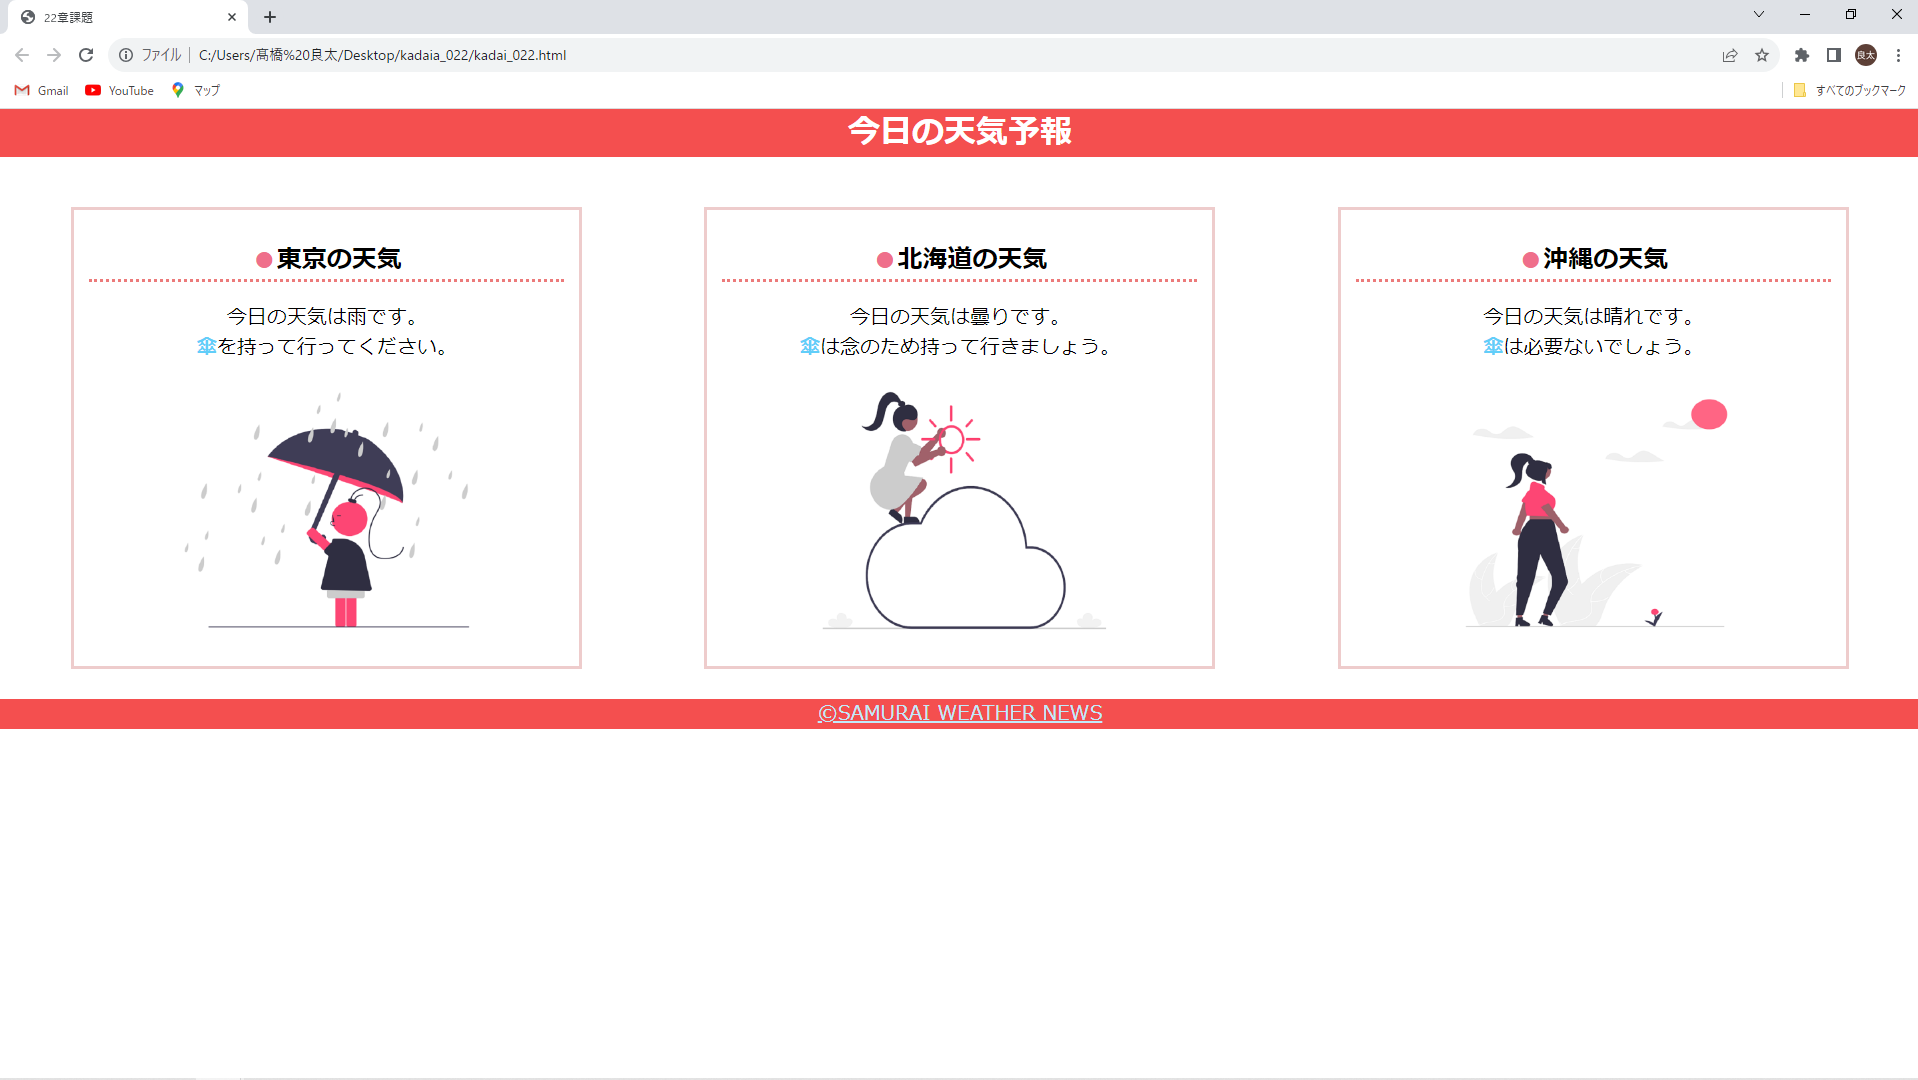 22章課題
ファイル C:/Users/髙橋%20良太/Desktop/kadaia_022/kadai_022.html
良太
Gmail YouTube マップ すべてのブックマーク
今日の天気予報
東京の天気
今日の天気は雨です。
傘を持って行ってください。
北海道の天気
今日の天気は曇りです。
傘は念のため持って行きましょう。
沖縄の天気
今日の天気は晴れです。
傘は必要ないでしょう。
©SAMURAI WEATHER NEWS